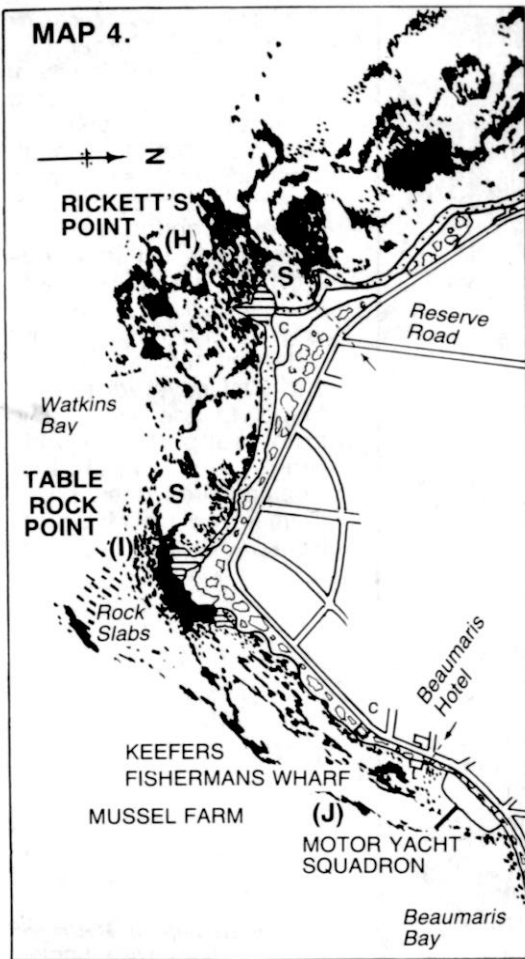 MAP 4.
N
RICKETT'S
POINT
(H)
S
C
Reserve
Road
Watkins
Bay
TABLE
ROCK
POINT
S
(I)
Rock
Slabs
Beaumaris
Hotel
C
KEEFERS
FISHERMANS WHARF
MUSSEL FARM
(J)
MOTOR YACHT
SQUADRON
Beaumaris
Bay